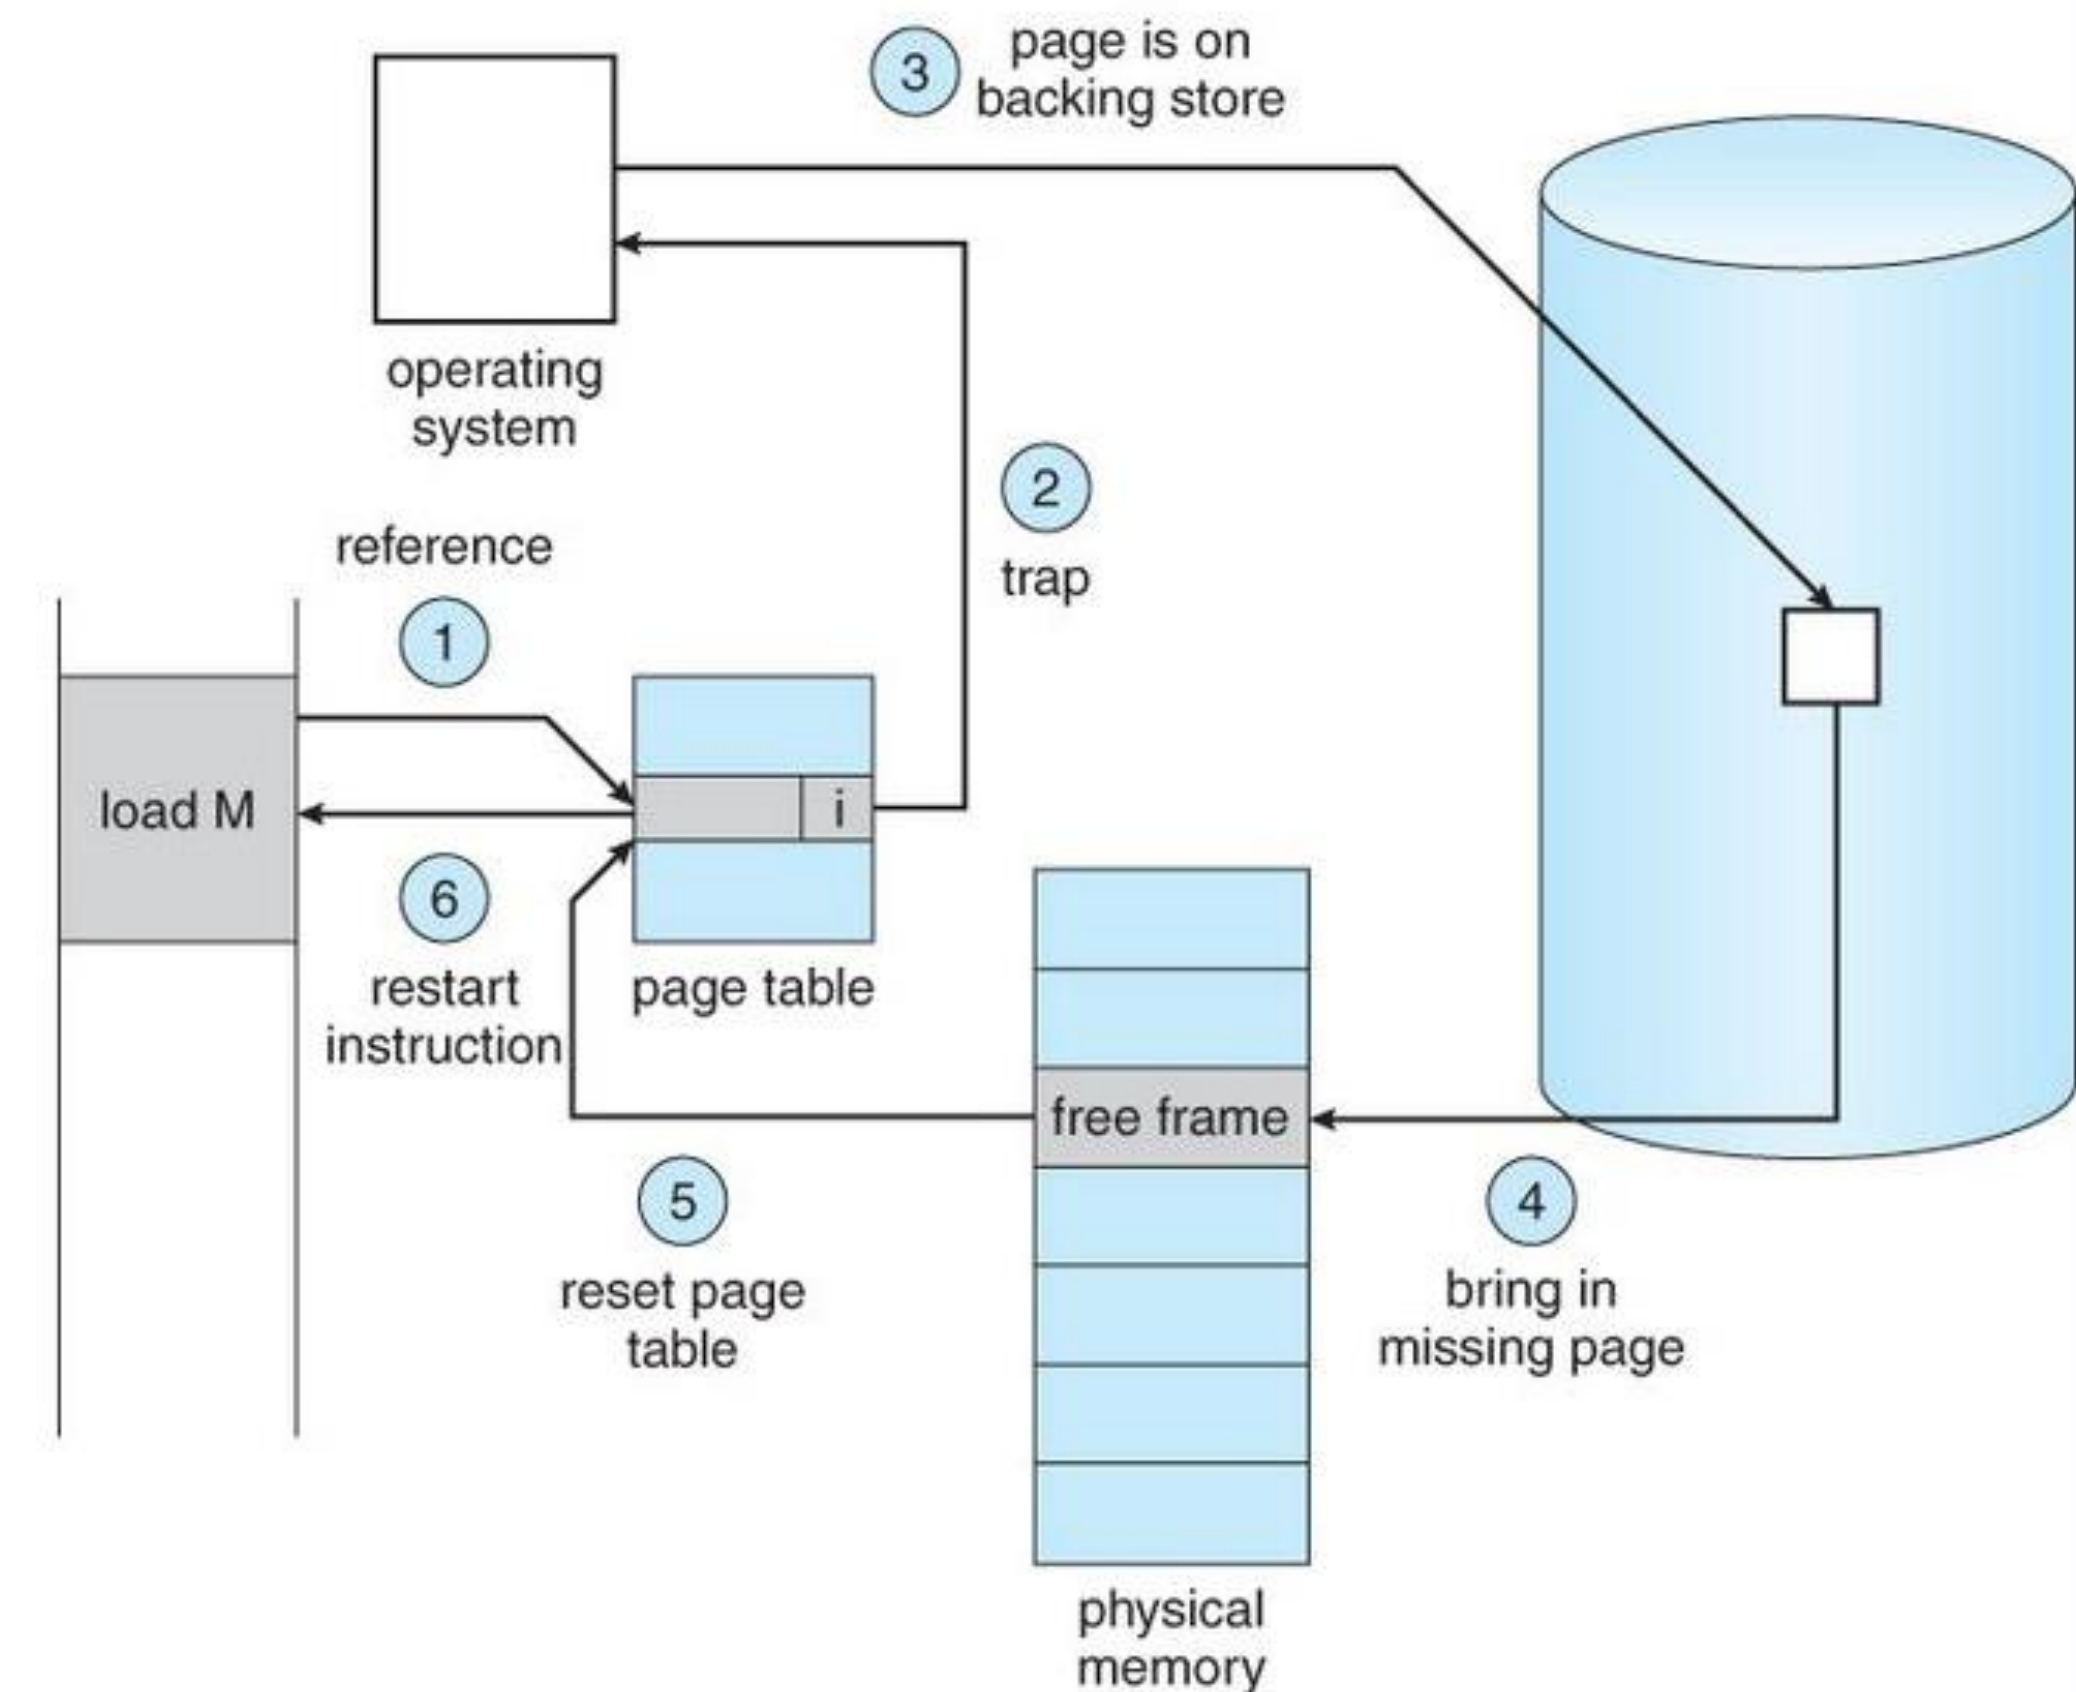 3
page is on
backing store
operating
system
2
trap
reference
1
load M
i
6
restart
instruction
page table
free frame
5
reset page
table
4
bring in
missing page
physical
memory